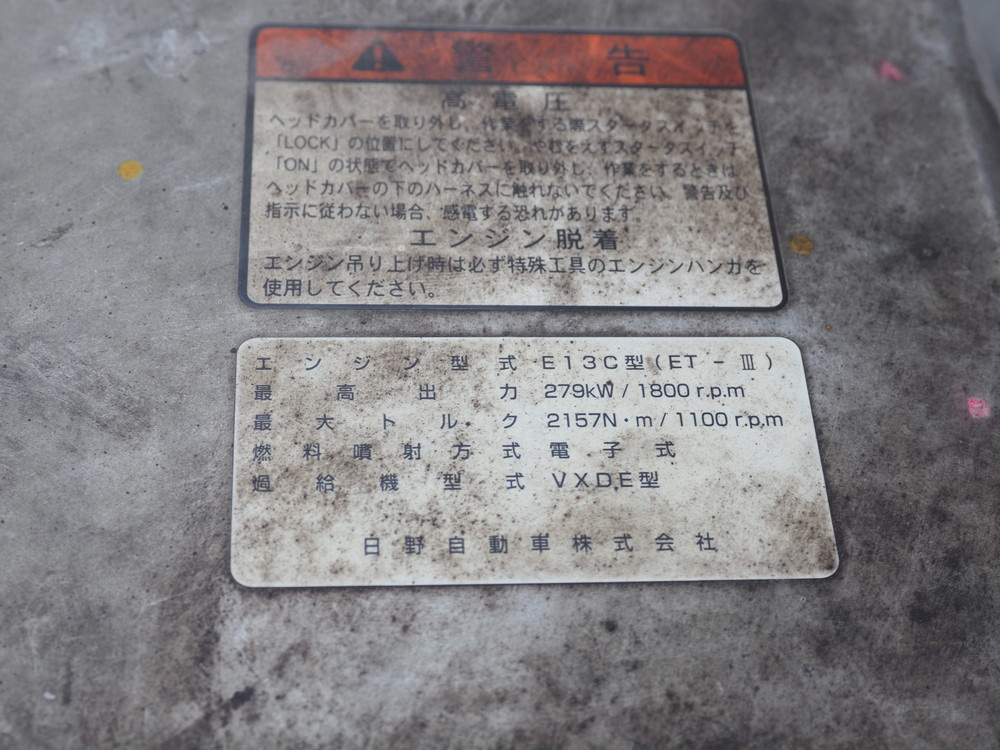 警告
高電圧
ヘッドカバーを取り外し、作業をする際スタータスイッチを
「LOCK」の位置にしてください。やむをえずスタータスイッチ
「ON」の状態でヘッドカバーを取り外し、作業をするときは
ヘッドカバーの下のハーネスに触れないでください。警告及び
指示に従わない場合、感電する恐れがあります。
エンジン脱着
エンジン吊り上げ時は必ず特殊工具のエンジンハンガを
使用してください。
エンジン型式 E13C型(ET-Ⅲ)
最高出力 279kW / 1800 r.p.m
最大トルク 2157N・m / 1100 r.p.m
燃料噴射方式 電子式
過給機型式 VXDE型
日野自動車株式会社